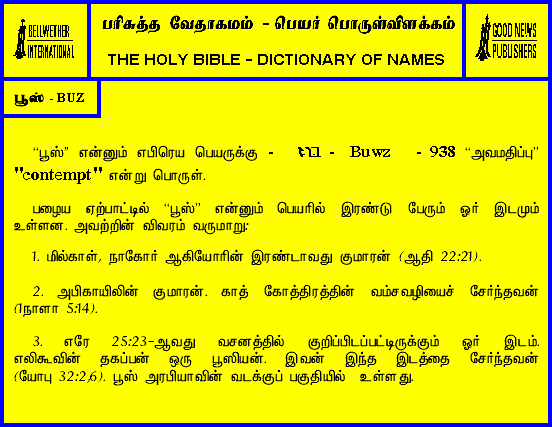 BELLWETHER
INTERNATIONAL
பரிசுத்த வேதாகமம் - பெயர் பொருள்விளக்கம்
THE HOLY BIBLE - DICTIONARY OF NAMES
GOOD NEWS
PUBLISHERS
பூஸ் - BUZ
“பூஸ்” என்னும் எபிரெய பெயருக்கு - בוז - Buwz - 938 “அவமதிப்பு”
"contempt" என்று பொருள்.
பழைய ஏற்பாட்டில் “பூஸ்” என்னும் பெயரில் இரண்டு பேரும் ஓர் இடமும்
உள்ளன. அவற்றின் விவரம் வருமாறு:
1. மில்காள், நாகோர் ஆகியோரின் இரண்டாவது குமாரன் (ஆதி 22:21).
2. அபிகாயிலின் குமாரன். காத் கோத்திரத்தின் வம்சவழியைச் சேர்ந்தவன்
(1நாளா 5:14).
3. எரே 25:23-ஆவது வசனத்தில் குறிப்பிடப்பட்டிருக்கும் ஓர் இடம்.
எலிகூவின் தகப்பன் ஒரு பூஸியன். இவன் இந்த இடத்தை சேர்ந்தவன்
(யோபு 32:2,6). பூஸ் அரபியாவின் வடக்குப் பகுதியில் உள்ளது.